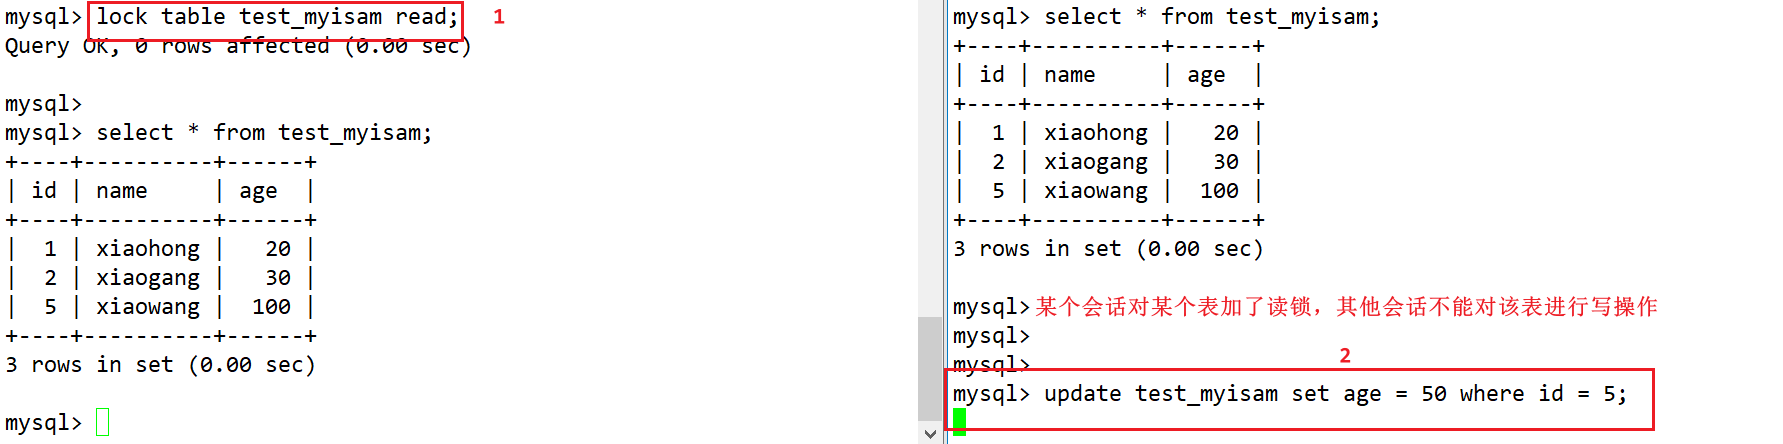 mysql> lock table test_myisam read;
1
Query OK, 0 rows affected (0.00 sec)
mysql>
mysql> select * from test_myisam;
+----+----------+------+
| id | name     | age  |
+----+----------+------+
|  1 | xiaohong |   20 |
|  2 | xiaogang |   30 |
|  5 | xiaowang |  100 |
+----+----------+------+
3 rows in set (0.00 sec)
mysql>
mysql> select * from test_myisam;
+----+----------+------+
| id | name     | age  |
+----+----------+------+
|  1 | xiaohong |   20 |
|  2 | xiaogang |   30 |
|  5 | xiaowang |  100 |
+----+----------+------+
3 rows in set (0.00 sec)
mysql> 某个会话对某个表加了读锁，其他会话不能对该表进行写操作
mysql>
mysql>
2
mysql> update test_myisam set age = 50 where id = 5;